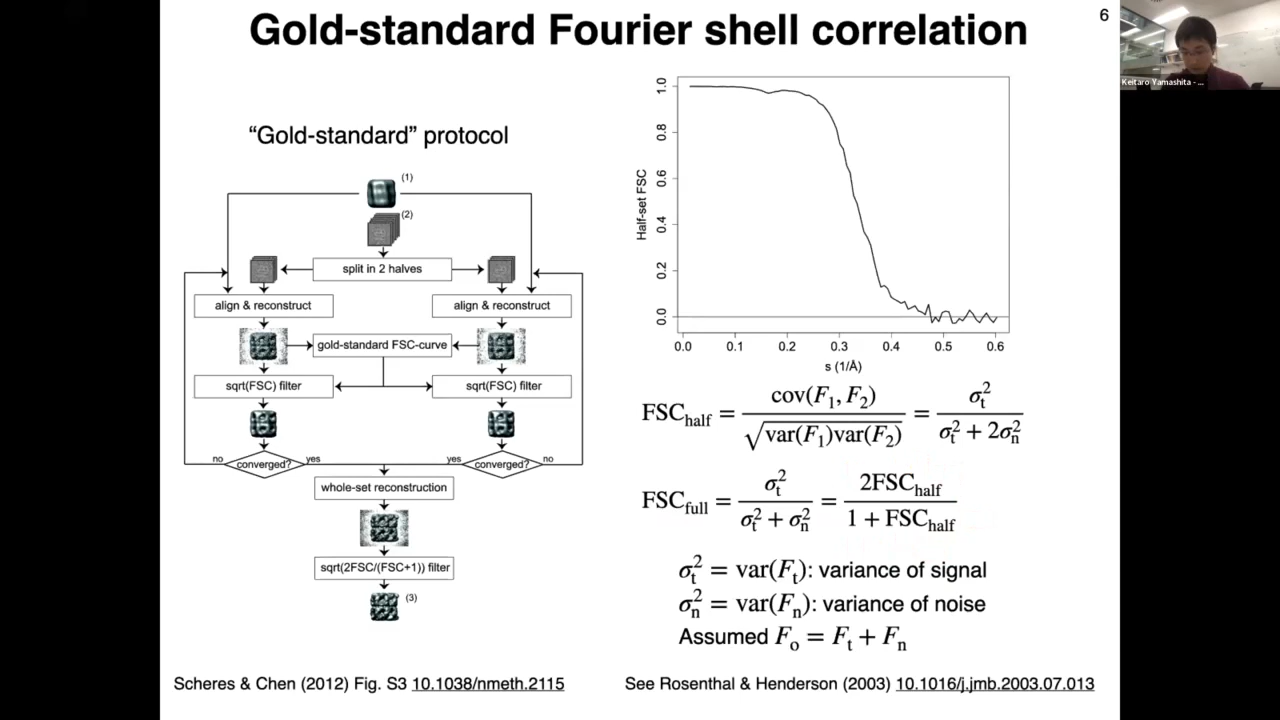 Gold-standard Fourier shell correlation
6
Keitaro Yamashita - ...
“Gold-standard” protocol
(1)
(2)
split in 2 halves
align & reconstruct
align & reconstruct
gold-standard FSC-curve
sqrt(FSC) filter
sqrt(FSC) filter
no
converged?
yes
yes
converged?
no
whole-set reconstruction
sqrt(2FSC/(FSC+1)) filter
(3)
Scheres & Chen (2012) Fig. S3 10.1038/nmeth.2115
Half-set FSC
1.0
0.8
0.6
0.4
0.2
0.0
0.0 0.1 0.2 0.3 0.4 0.5 0.6
s (1/Å)
FSC_half = cov(F_1, F_2) / √(var(F_1)var(F_2)) = σ_t^2 / (σ_t^2 + 2σ_n^2)
FSC_full = σ_t^2 / (σ_t^2 + σ_n^2) = 2FSC_half / (1 + FSC_half)
σ_t^2 = var(F_t): variance of signal
σ_n^2 = var(F_n): variance of noise
Assumed F_o = F_t + F_n
See Rosenthal & Henderson (2003) 10.1016/j.jmb.2003.07.013